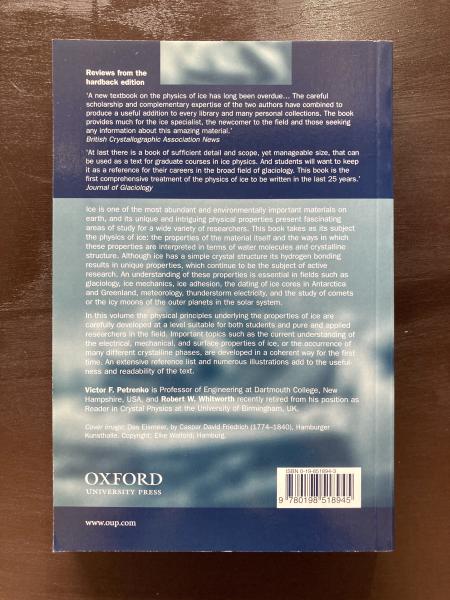 Reviews from the
hardback edition
'A new textbook on the physics of ice has long been overdue... The careful
scholarship and complementary expertise of the two authors have combined to
produce a useful addition to every library and many personal collections. The book
provides much for the ice specialist, the newcomer to the field and those seeking
any information about this amazing material.'
British Crystallographic Association News
'At last there is a book of sufficient detail and scope, yet manageable size, that can
be used as a text for graduate courses in ice physics. And students will want to keep
it as a reference for their careers in the broad field of glaciology. This book is the
first comprehensive treatment of the physics of ice to be written in the last 25 years.'
Journal of Glaciology
Ice is one of the most abundant and environmentally important materials on
earth, and its unique and intriguing physical properties present fascinating
areas of study for a wide variety of researchers. This book takes as its subject
the physics of ice: the properties of the material itself and the ways in which
these properties are interpreted in terms of water molecules and crystalline
structure. Although ice has a simple crystal structure its hydrogen bonding
results in unique properties, which continue to be the subject of active
research. An understanding of these properties is essential in fields such as
glaciology, ice mechanics, ice adhesion, the dating of ice cores in Antarctica
and Greenland, meteorology, thunderstorm electricity, and the study of comets
or the icy moons of the outer planets in the solar system.
In this volume the physical principles underlying the properties of ice are
carefully developed at a level suitable for both students and pure and applied
researchers in the field. Important topics such as the current understanding of
the electrical, mechanical, and surface properties of ice, or the occurrence of
many different crystalline phases, are developed in a coherent way for the first
time. An extensive reference list and numerous illustrations add to the useful-
ness and readability of the text.
Victor F. Petrenko is Professor of Engineering at Dartmouth College, New
Hampshire, USA, and Robert W. Whitworth recently retired from his position as
Reader in Crystal Physics at the University of Birmingham, UK.
Cover image: Das Eismeer, by Caspar David Friedrich (1774–1840), Hamburger
Kunsthalle. Copyright: Elke Walford, Hamburg.
OXFORD
UNIVERSITY PRESS
www.oup.com
ISBN 0-19-851894-3
9 780198 518945